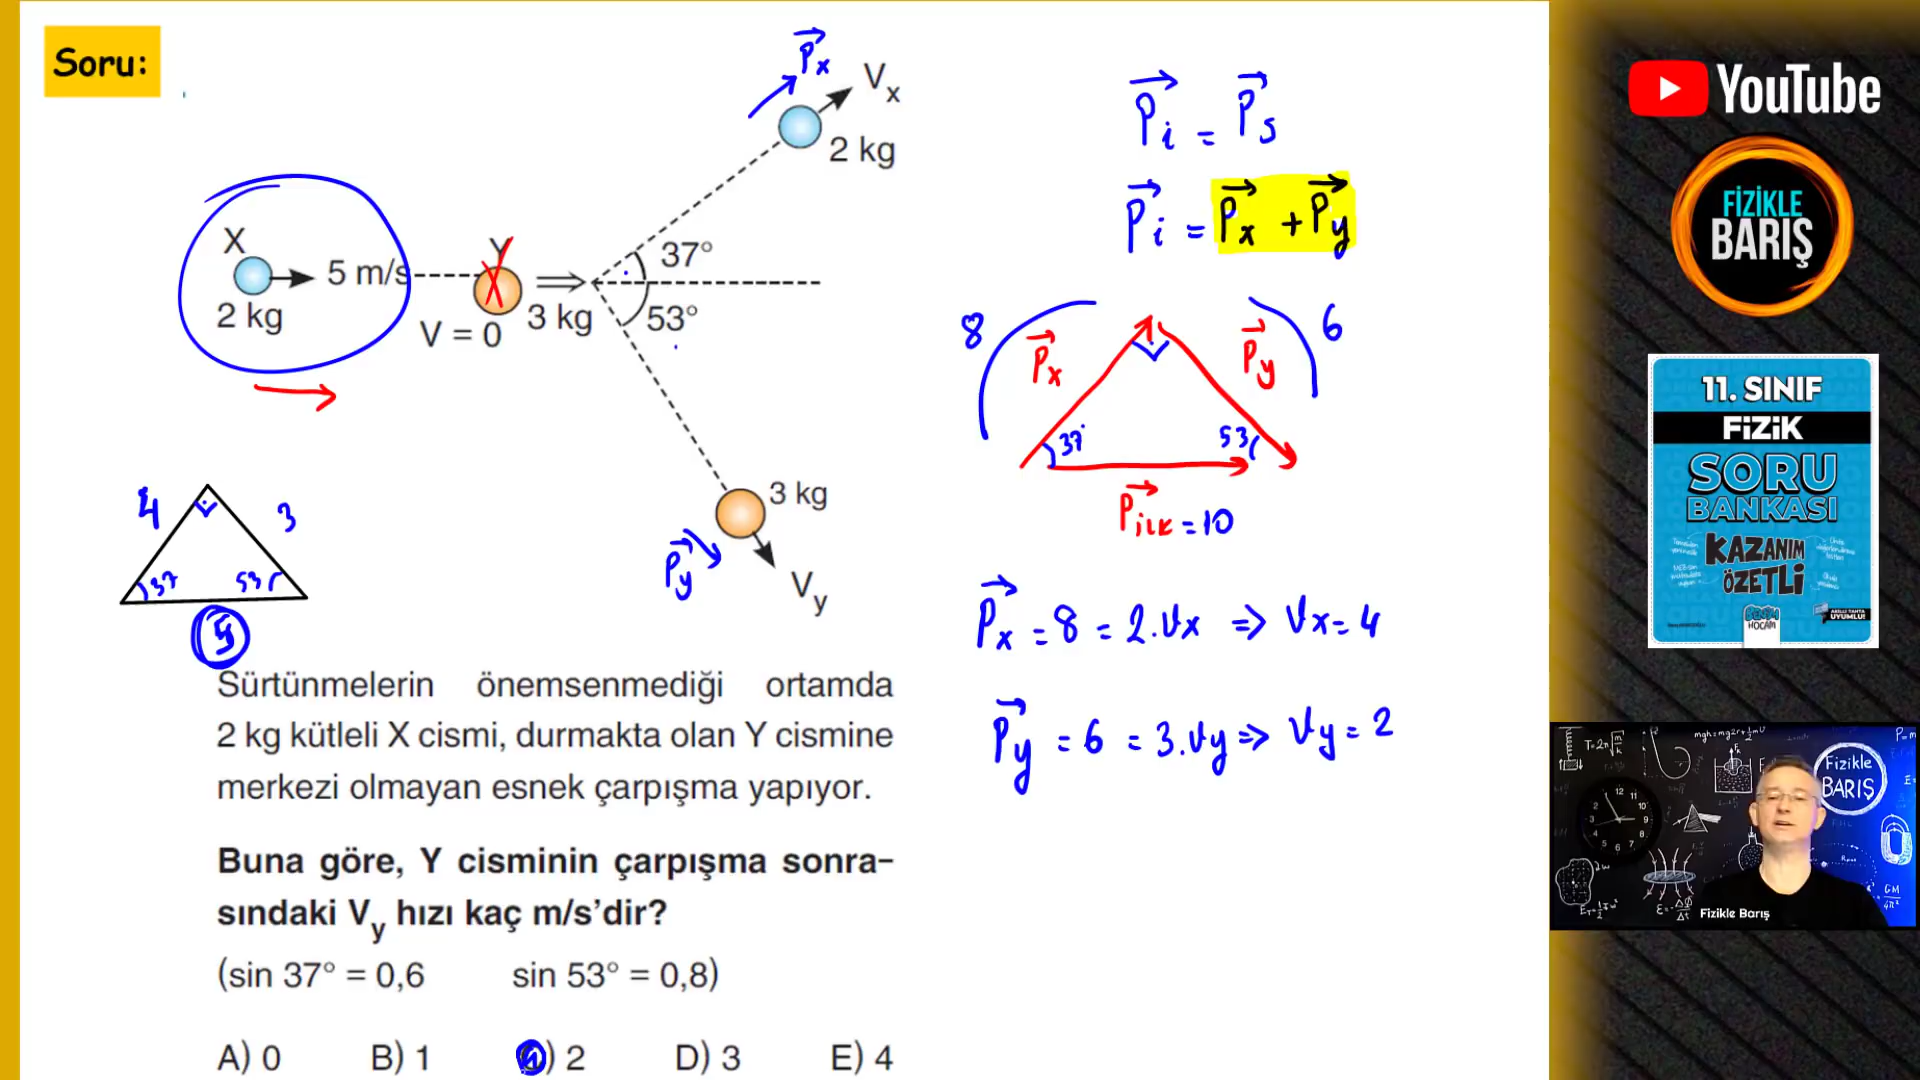 Soru:
Px
Vx
2 kg
X
5 m/s
2 kg
Y
V = 0
3 kg
37°
53°
3 kg
Py
Vy
4
3
37
53
5
Sürtünmelerin önemsenmediği ortamda
2 kg kütleli X cismi, durmakta olan Y cismine
merkezi olmayan esnek çarpışma yapıyor.
Buna göre, Y cisminin çarpışma sonra-
sındaki Vy hızı kaç m/s'dir?
(sin 37° = 0,6 sin 53° = 0,8)
A) 0 B) 1 C) 2 D) 3 E) 4
Pi = Ps
Pi = Px + Py
8
Px
Py
6
37°
53
PiLK = 10
Px = 8 = 2.Vx => Vx = 4
Py = 6 = 3.Vy => Vy = 2
YouTube
FİZİKLE
BARIŞ
11. SINIF
FİZİK
SORU
BANKASI
KAZANIM
ÖZETLİ
BENİM
HOCAM
AKILLI TAHTA
UYUMLU!
Fizikle
BARIŞ
Fizikle Barış